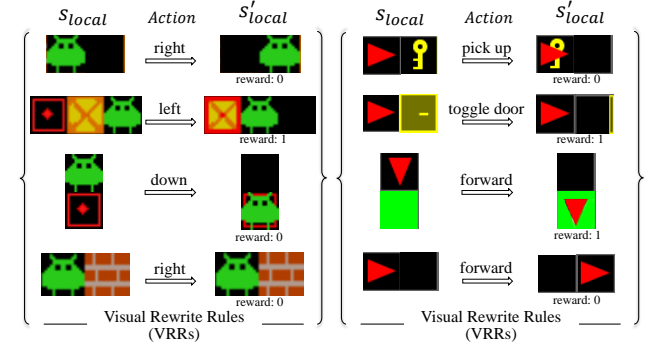 s_local Action s'_local
right
reward: 0
left
reward: 1
down
reward: 0
right
reward: 0
Visual Rewrite Rules
(VRRs)
s_local Action s'_local
pick up
reward: 0
toggle door
reward: 1
forward
reward: 1
forward
reward: 0
Visual Rewrite Rules
(VRRs)